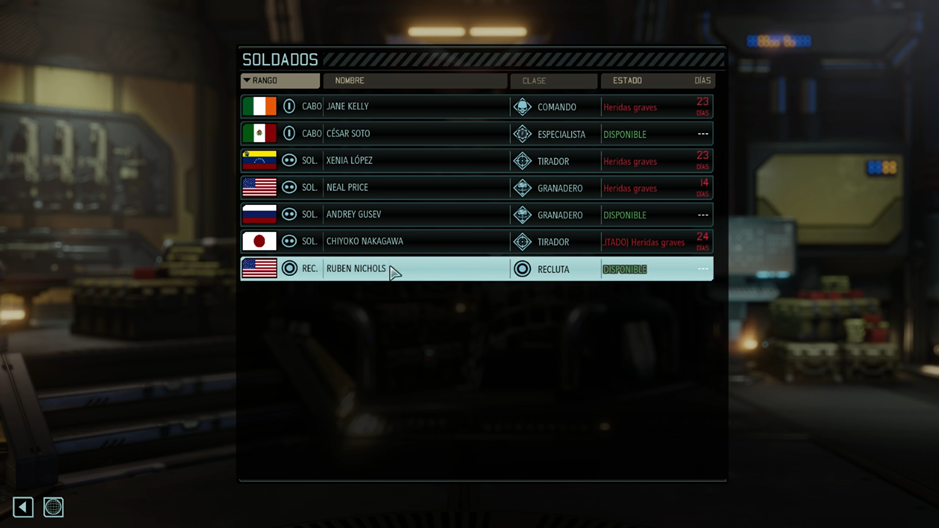 SOLDADOS
RANGO NOMBRE CLASE ESTADO DÍAS
CABO JANE KELLY COMANDO Heridas graves 23 DÍAS
CABO CÉSAR SOTO ESPECIALISTA DISPONIBLE ---
SOL. XENIA LÓPEZ TIRADOR Heridas graves 23 DÍAS
SOL. NEAL PRICE GRANADERO Heridas graves 14 DÍAS
SOL. ANDREY GUSEV GRANADERO DISPONIBLE ---
SOL. CHIYOKO NAKAGAWA TIRADOR JTADO) Heridas graves 24 DÍAS
REC. RUBEN NICHOLS RECLUTA DISPONIBLE ---